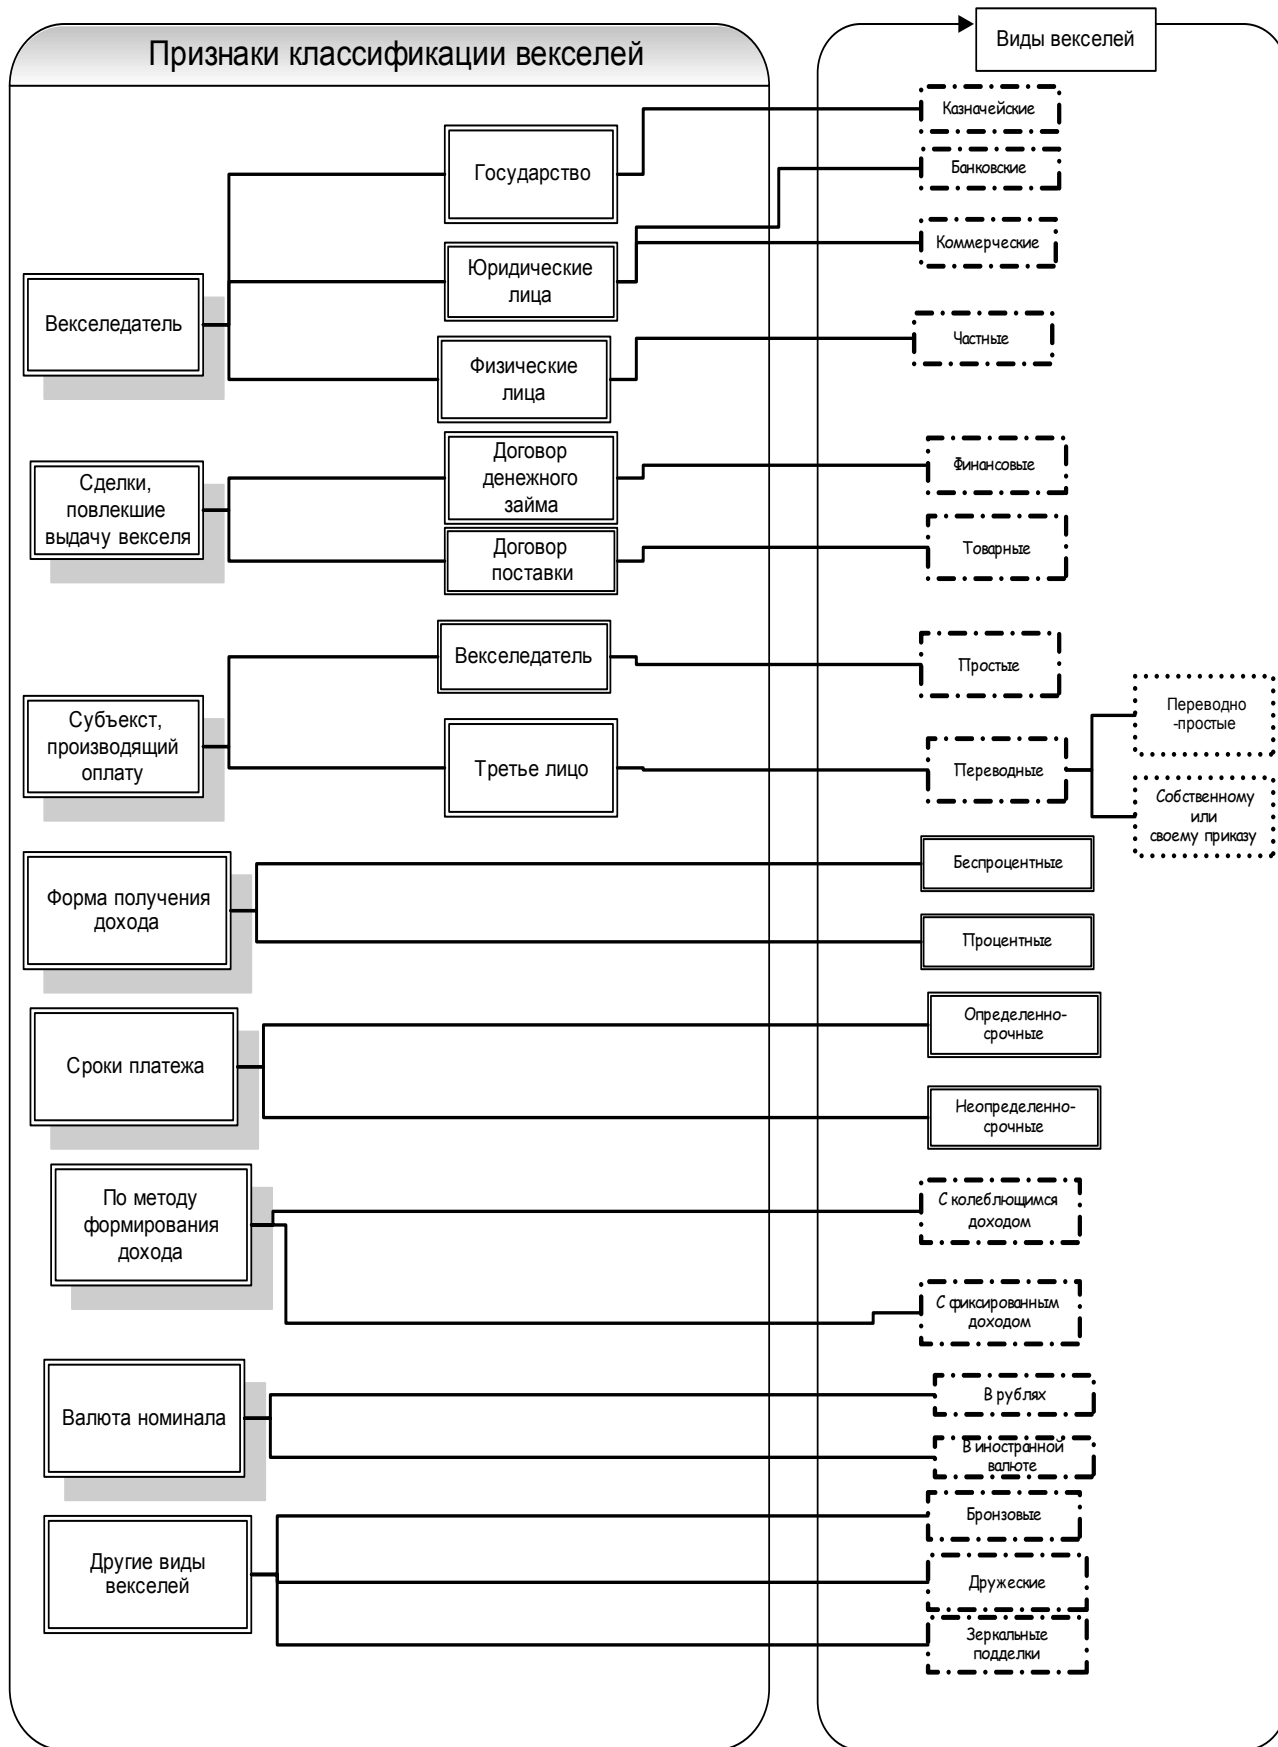 Признаки классификации векселей
Виды векселей
Казначейские
Государство
Банковские
Коммерческие
Юридические
лица
Векселедатель
Частные
Физические
лица
Договор
денежного
займа
Финансовые
Сделки,
повлекшие
выдачу векселя
Договор
поставки
Товарные
Векселедатель
Простые
Субъект,
производящий
оплату
Переводно
-простые
Третье лицо
Переводные
Собственному
или
своему приказу
Форма получения
дохода
Беспроцентные
Процентные
Сроки платежа
Определенно-
срочные
Неопределенно-
срочные
По методу
формирования
дохода
С колеблющимся
доходом
С фиксированным
доходом
Валюта номинала
В рублях
В иностранной
валюте
Другие виды
векселей
Бронзовые
Дружеские
Зеркальные
подделки